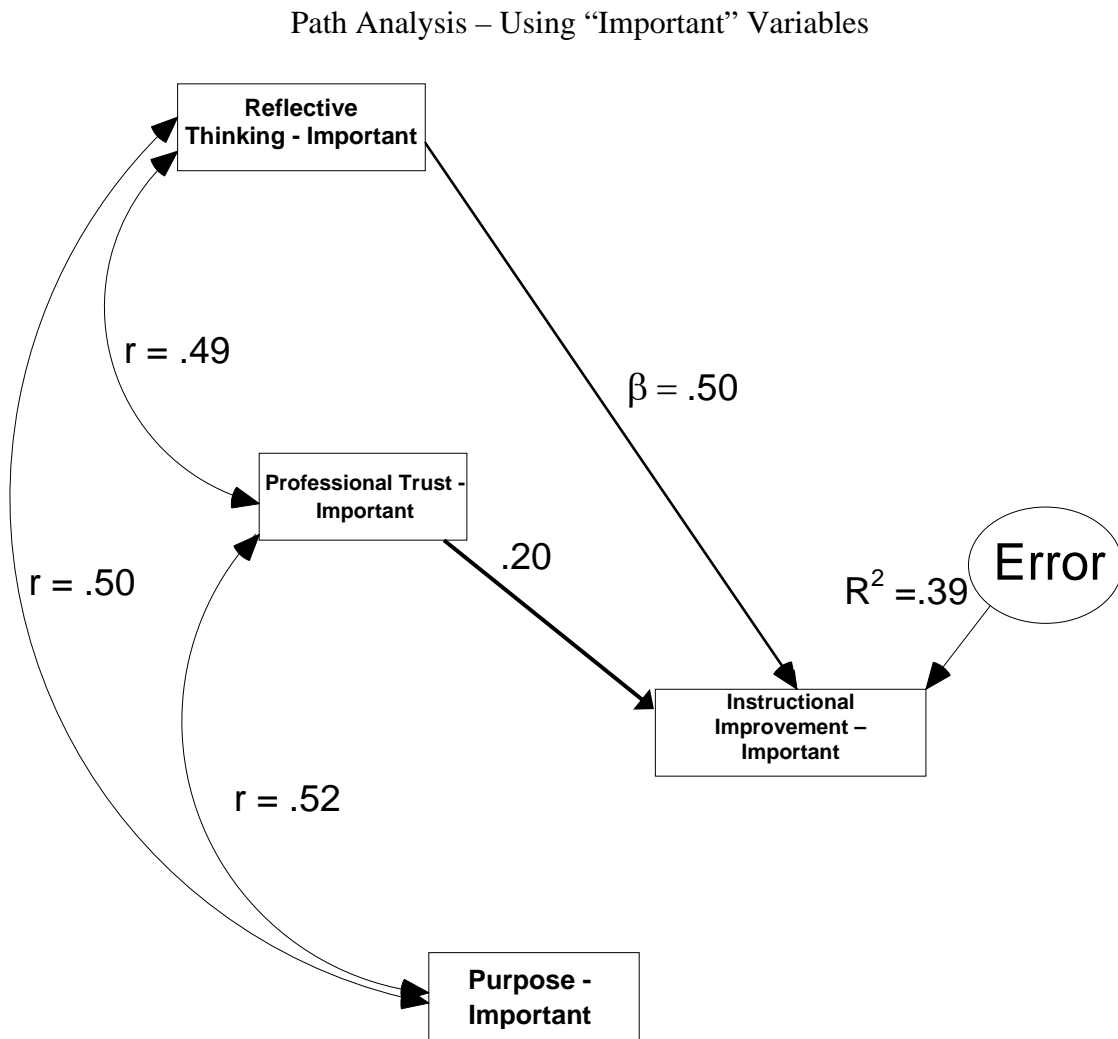 Path Analysis – Using “Important” Variables
Reflective
Thinking - Important
r = .49
β = .50
Professional Trust -
Important
.20
r = .50
Error
R² =.39
Instructional
Improvement –
Important
r = .52
Purpose -
Important